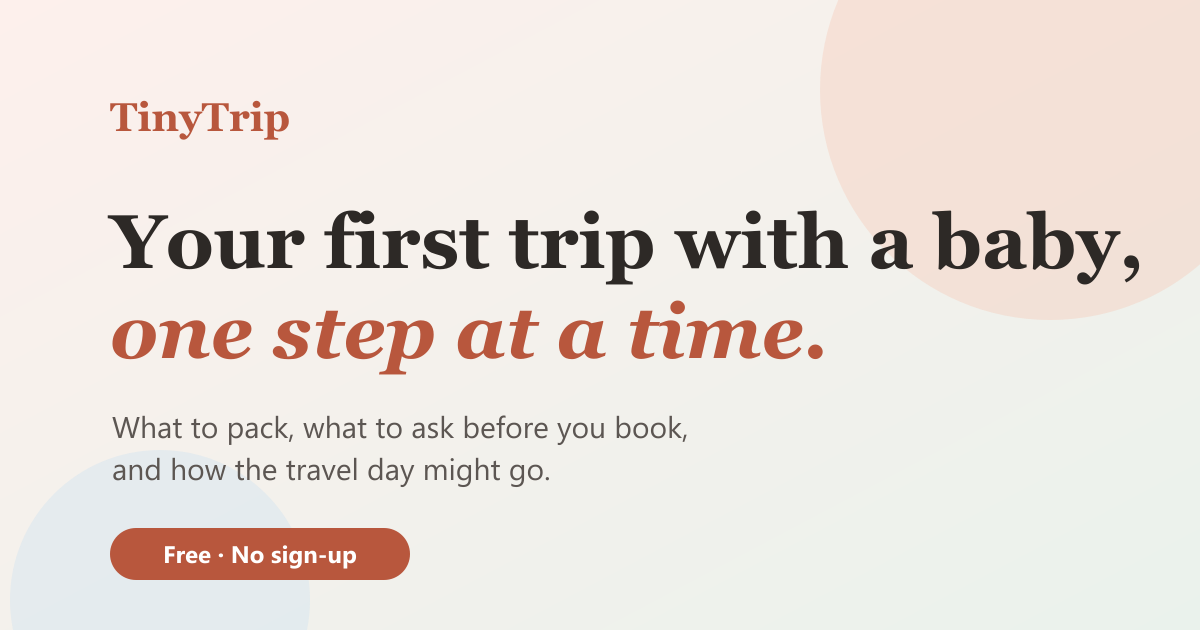 TinyTrip
Your first trip with a baby,
one step at a time.
What to pack, what to ask before you book,
and how the travel day might go.
Free · No sign-up